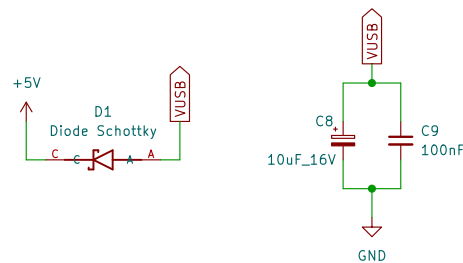 +5V
VUSB
D1
Diode Schottky
C
C
A
A
VUSB
C8
+
10uF_16V
C9
100nF
GND